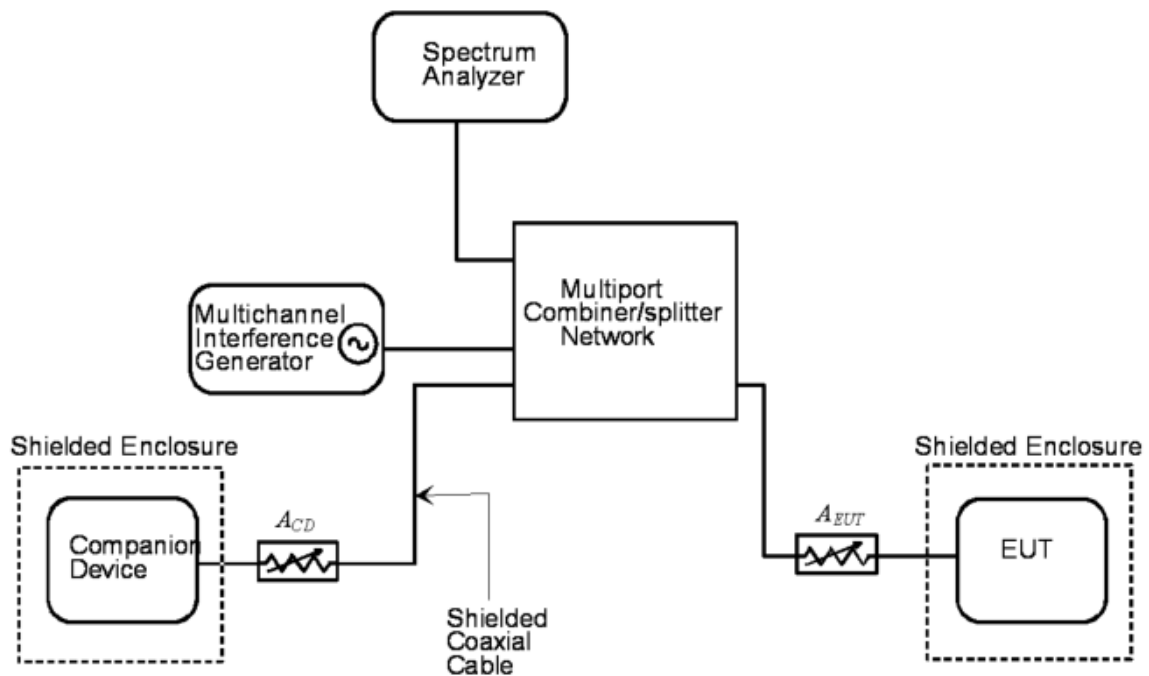 Spectrum
Analyzer
Multiport
Combiner/splitter
Network
Multichannel
Interference
Generator
Shielded Enclosure
Companion
Device
A_CD
Shielded
Coaxial
Cable
A_EUT
Shielded Enclosure
EUT